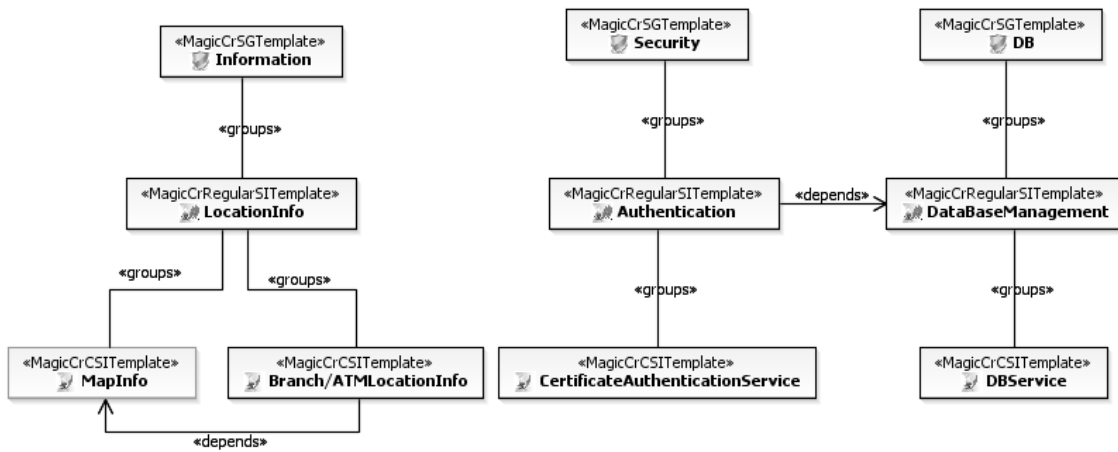 «MagicCrSGTemplate»
Information
«groups»
«MagicCrRegularSITemplate»
LocationInfo
«groups»
«groups»
«MagicCrCSITemplate»
MapInfo
«MagicCrCSITemplate»
Branch/ATMLocationInfo
«depends»
«MagicCrSGTemplate»
Security
«groups»
«MagicCrRegularSITemplate»
Authentication
«depends»
«groups»
«MagicCrCSITemplate»
CertificateAuthenticationService
«MagicCrSGTemplate»
DB
«groups»
«MagicCrRegularSITemplate»
DataBaseManagement
«groups»
«MagicCrCSITemplate»
DBService